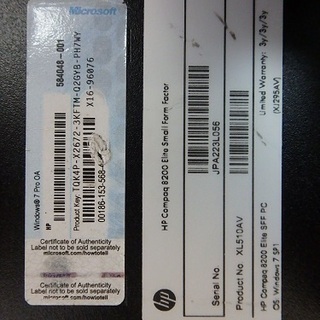 Windows® 7 Pro OA
HP
Microsoft
584048-001
Product Key: TQK4P-X2672-3KFTM-Q2GYB-PH7WY
X16-96076
00186-153-568-
Certificate of Authenticity
Label not to be sold separately
microsoft.com/howtotell
Certificate of Authenticity
Label not to be sold separately
microsoft.com/howtotell
hp
HP Compaq 8200 Elite Small Form Factor
Serial No.
JPA223L056
Product No. XL510AV
HP Compaq 8200 Elite SFF PC
OS: Windows 7 SP1
Limited Warranty: 3y/3y/3y
(XJ295AV)